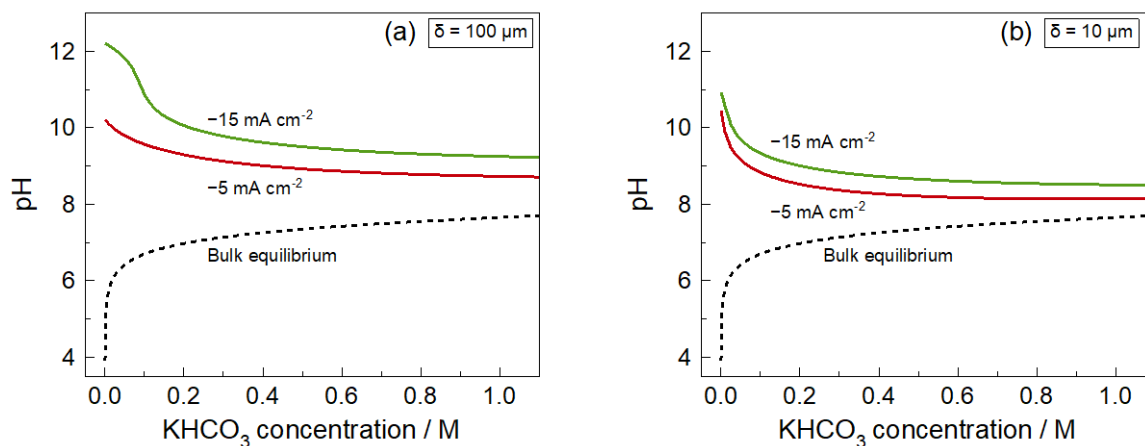 (a)
δ = 100 μm
12
10
8
6
4
pH
−15 mA cm⁻²
−5 mA cm⁻²
Bulk equilibrium
0.0 0.2 0.4 0.6 0.8 1.0
KHCO₃ concentration / M
(b)
δ = 10 μm
12
10
8
6
4
pH
−15 mA cm⁻²
−5 mA cm⁻²
Bulk equilibrium
0.0 0.2 0.4 0.6 0.8 1.0
KHCO₃ concentration / M